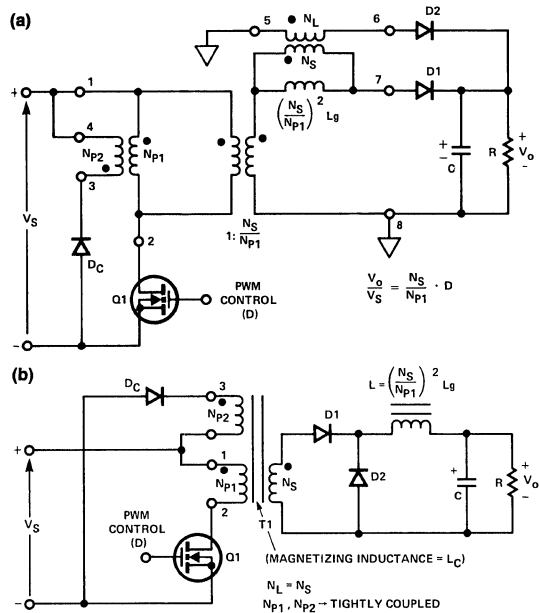 (a)
5
N_L
6
D2
N_S
+
1
7
D1
4
(N_S/N_P1)² Lg
N_P2
N_P1
+
−
C
R
+
V_o
−
3
V_S
1: N_S/N_P1
8
D_C
2
V_o/V_S = N_S/N_P1 · D
Q1
PWM
CONTROL
(D)
−
(b)
D_C
3
L = (N_S/N_P1)² Lg
N_P2
D1
+
1
N_P1
N_S
D2
+
C
R
+
V_o
−
V_S
2
PWM
CONTROL
(D)
T1
Q1
(MAGNETIZING INDUCTANCE = L_C)
N_L = N_S
−
N_P1 , N_P2 → TIGHTLY COUPLED